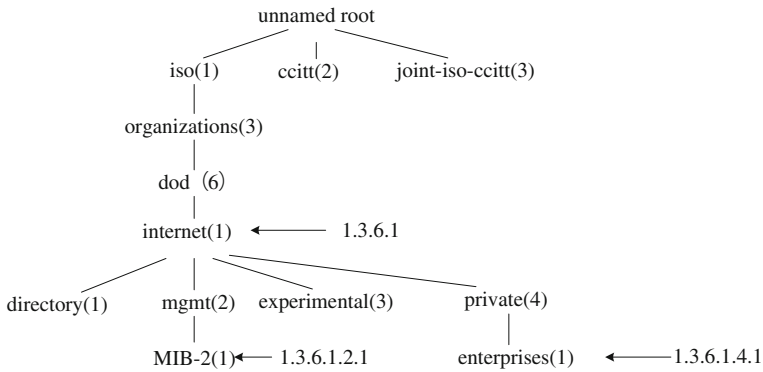 unnamed root
iso(1) ccitt(2) joint-iso-ccitt(3)
organizations(3)
dod（6)
internet(1) 1.3.6.1
directory(1) mgmt(2) experimental(3) private(4)
MIB-2(1) 1.3.6.1.2.1 enterprises(1) 1.3.6.1.4.1